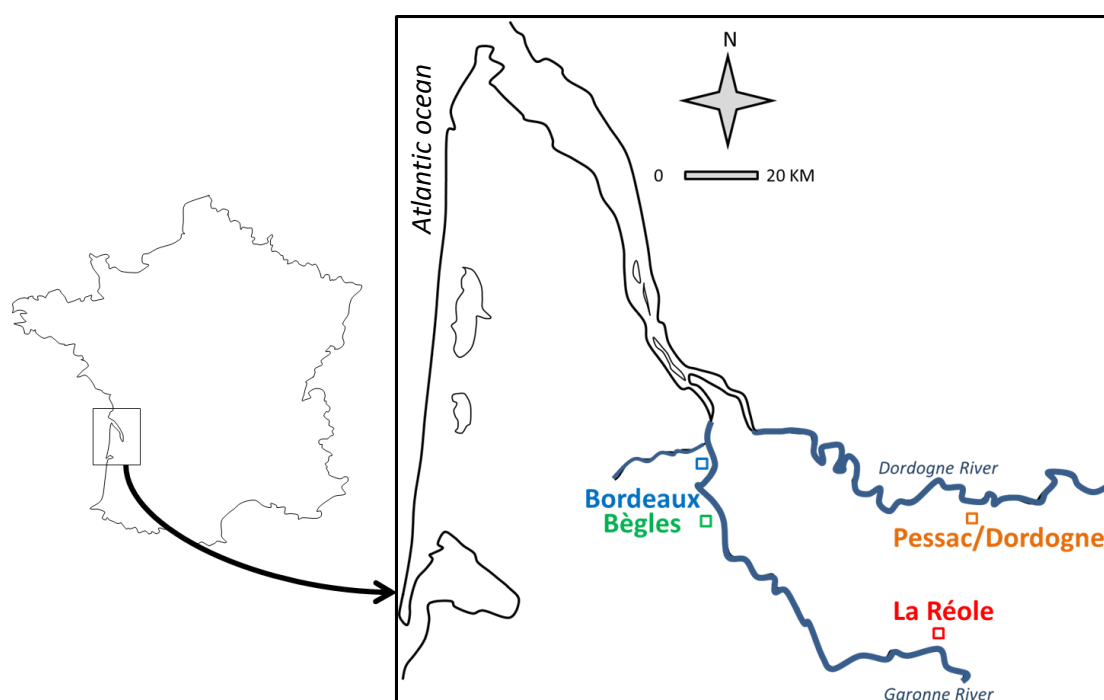 N
Atlantic ocean
0 20 KM
Dordogne River
Bordeaux
Bègles
Pessac/Dordogne
La Réole
Garonne River